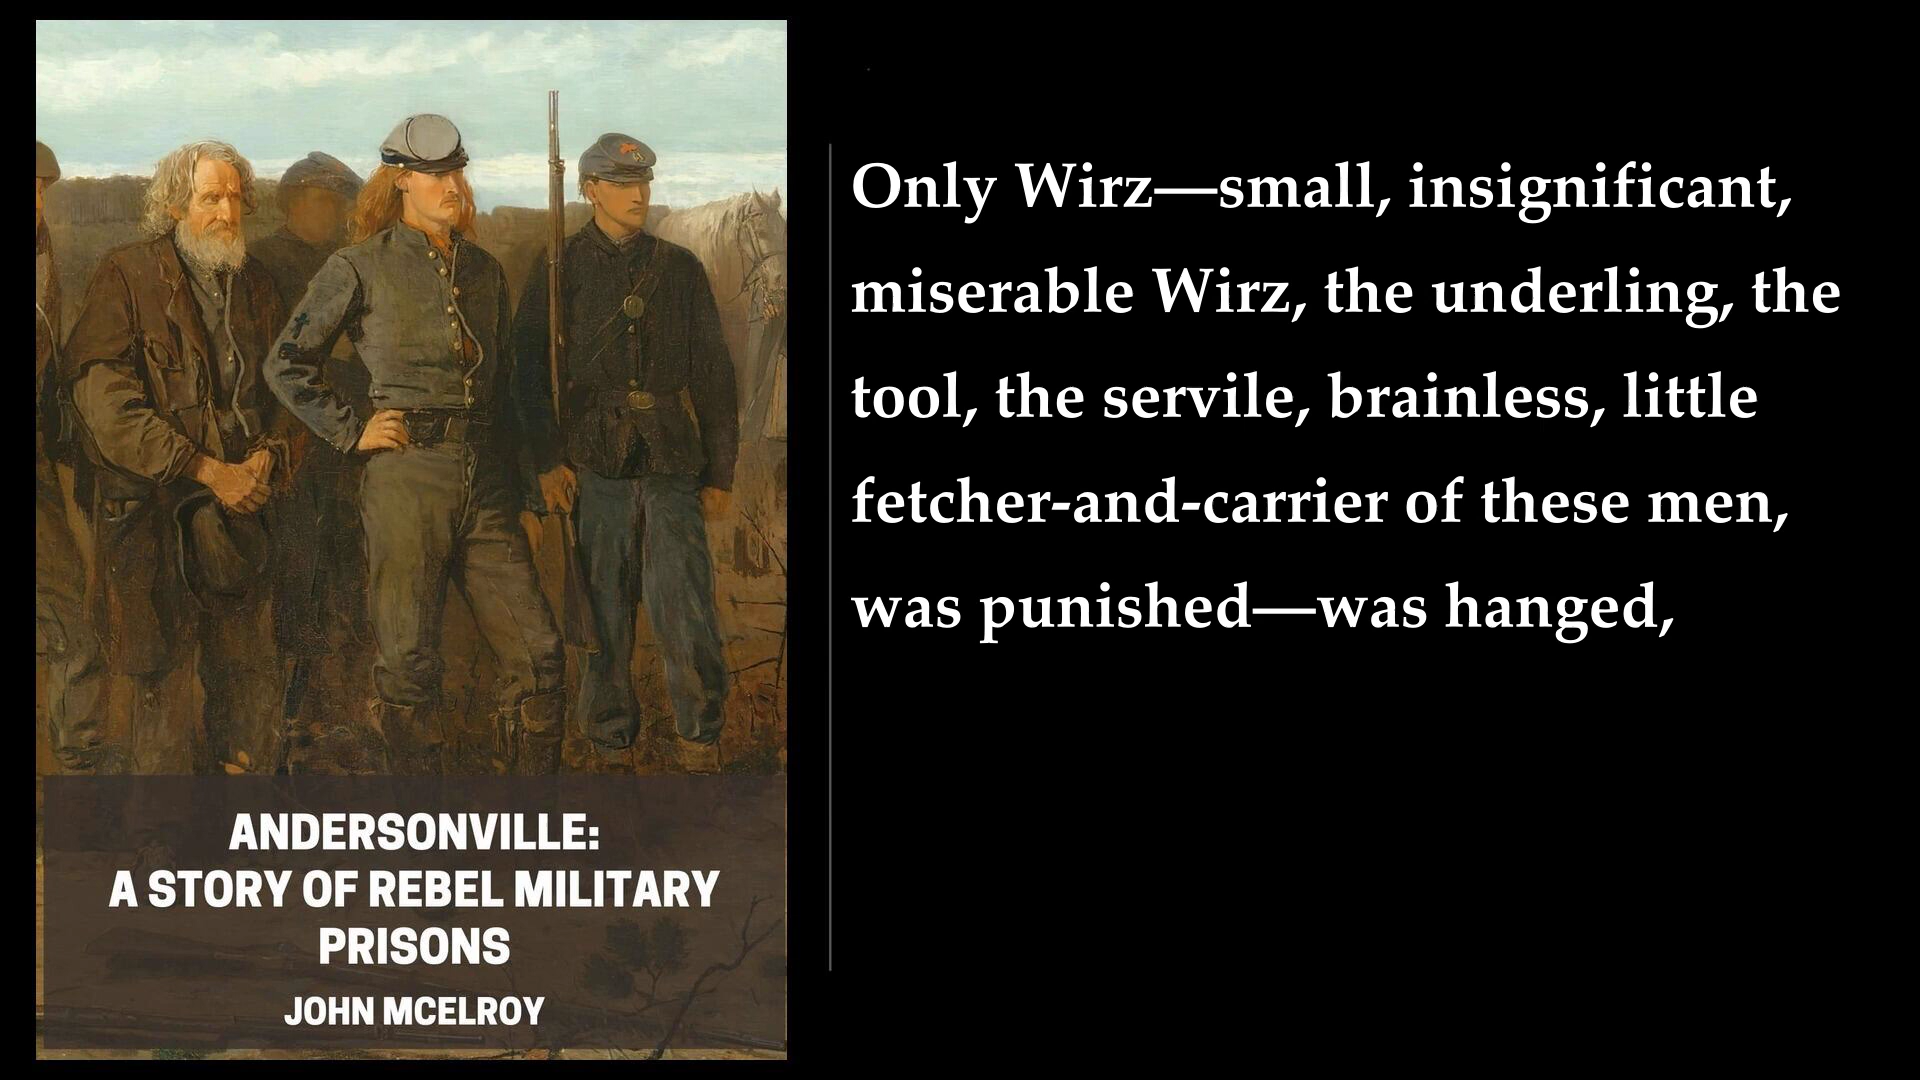 Only Wirz—small, insignificant,
miserable Wirz, the underling, the
tool, the servile, brainless, little
fetcher-and-carrier of these men,
was punished—was hanged,
ANDERSONVILLE:
A STORY OF REBEL MILITARY
PRISONS
JOHN MCELROY